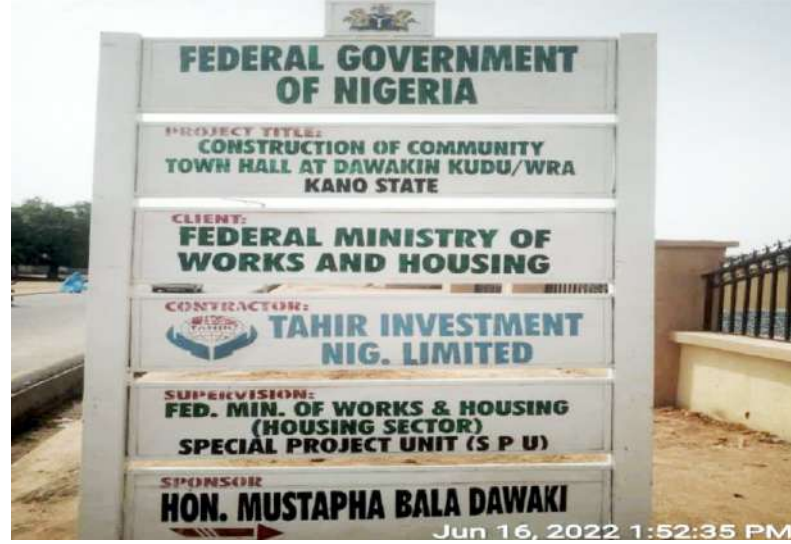 FEDERAL GOVERNMENT
OF NIGERIA
PROJECT TITLE:
CONSTRUCTION OF COMMUNITY
TOWN HALL AT DAWAKIN KUDU/WRA
KANO STATE
CLIENT:
FEDERAL MINISTRY OF
WORKS AND HOUSING
CONTRACTOR:
TAHIR
TAHIR INVESTMENT
NIG. LIMITED
SUPERVISION:
FED. MIN. OF WORKS & HOUSING
(HOUSING SECTOR)
SPECIAL PROJECT UNIT (S P U)
SPONSOR
HON. MUSTAPHA BALA DAWAKI
Jun 16, 2022 1:52:35 PM